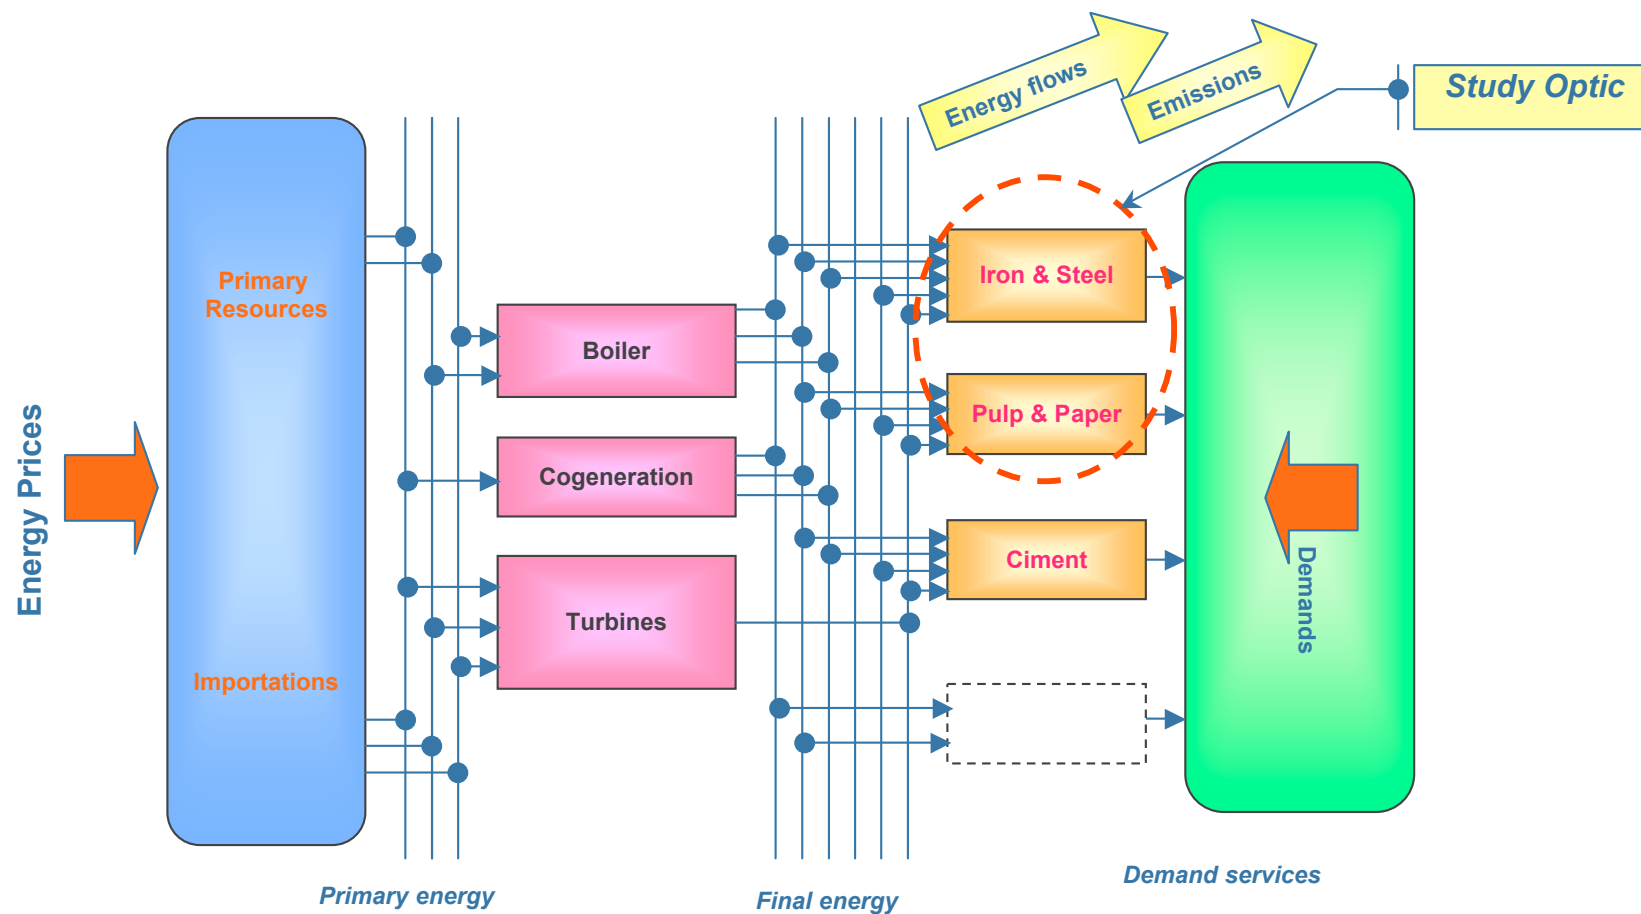 Energy flows
Emissions
Study Optic
Primary
Resources
Iron & Steel
Boiler
Pulp & Paper
Energy Prices
Cogeneration
Ciment
Demands
Turbines
Importations
Primary energy
Final energy
Demand services